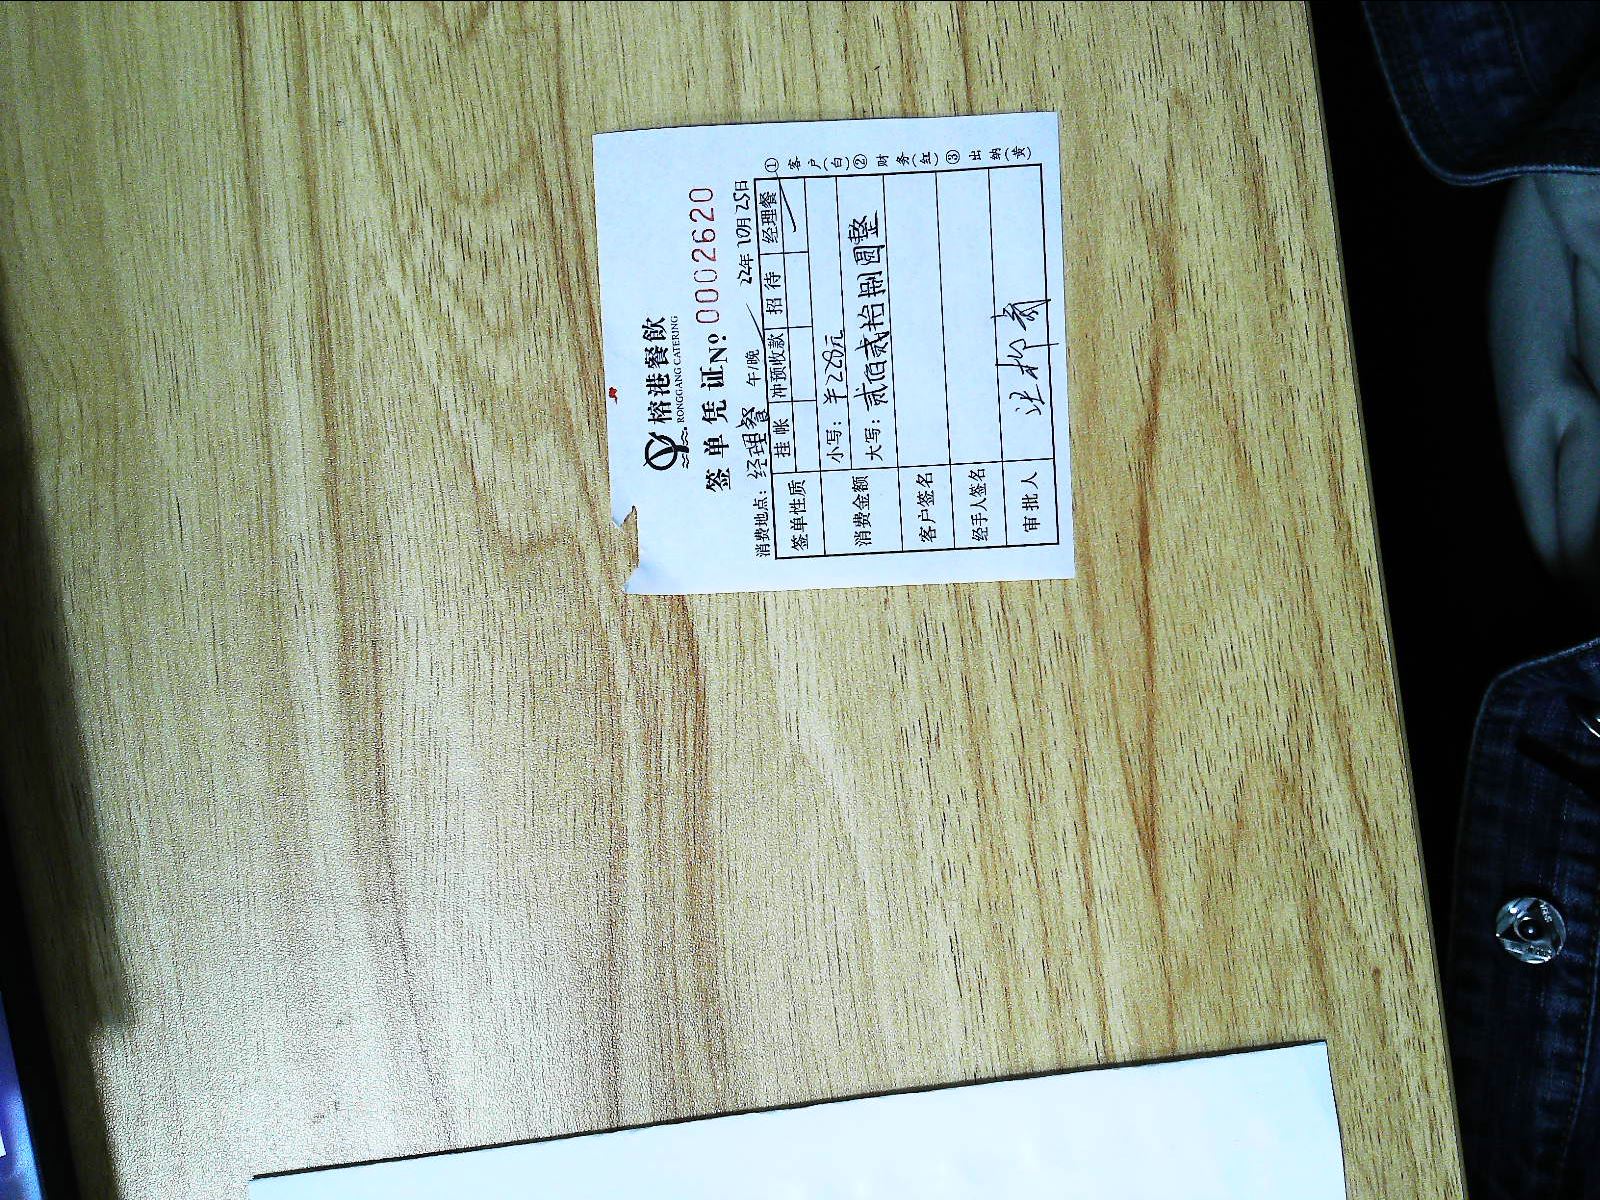 榕港餐飲
RONGGANG CATERING
签单凭证 No: 0002620
消费地点: 经理餐 午/晚 22年10月25日
签单性质 挂帐 冲预收款 招待 经理餐
消费金额 小写: ¥228元
大写: 贰佰贰拾捌圆整
客户签名
经手人签名
审批人
①客户(白)②财务(红)③出纳(黄)